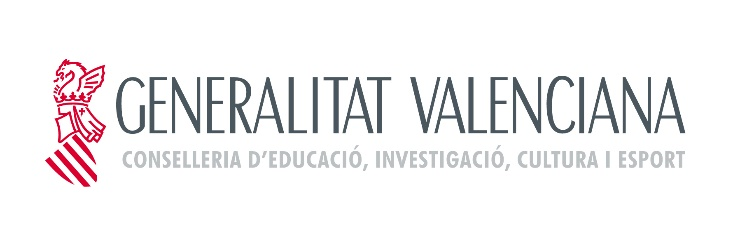 GENERALITAT VALENCIANA
CONSELLERIA D'EDUCACIÓ, INVESTIGACIÓ, CULTURA I ESPORT